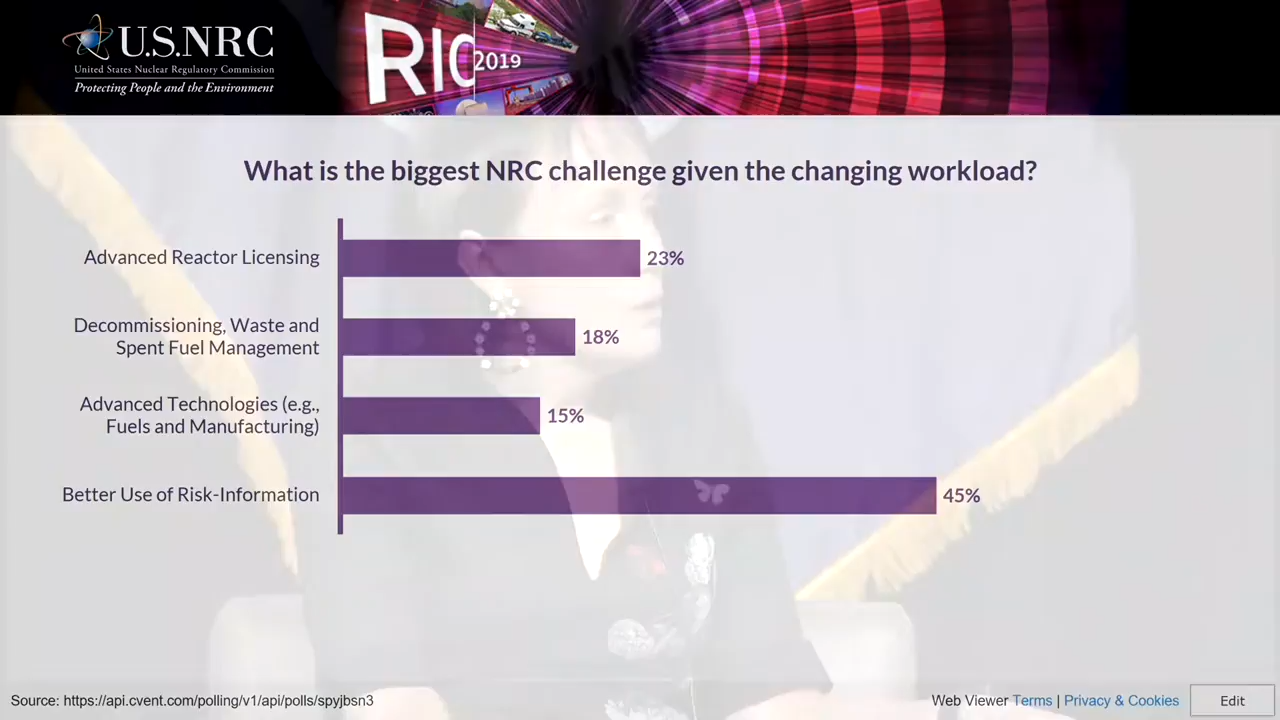 U.S.NRC
United States Nuclear Regulatory Commission
Protecting People and the Environment
RIC
2019
What is the biggest NRC challenge given the changing workload?
Advanced Reactor Licensing
23%
Decommissioning, Waste and
Spent Fuel Management
18%
Advanced Technologies (e.g.,
Fuels and Manufacturing)
15%
Better Use of Risk-Information
45%
Source: https://api.cvent.com/polling/v1/api/polls/spyjbsn3
Web Viewer Terms | Privacy & Cookies
Edit